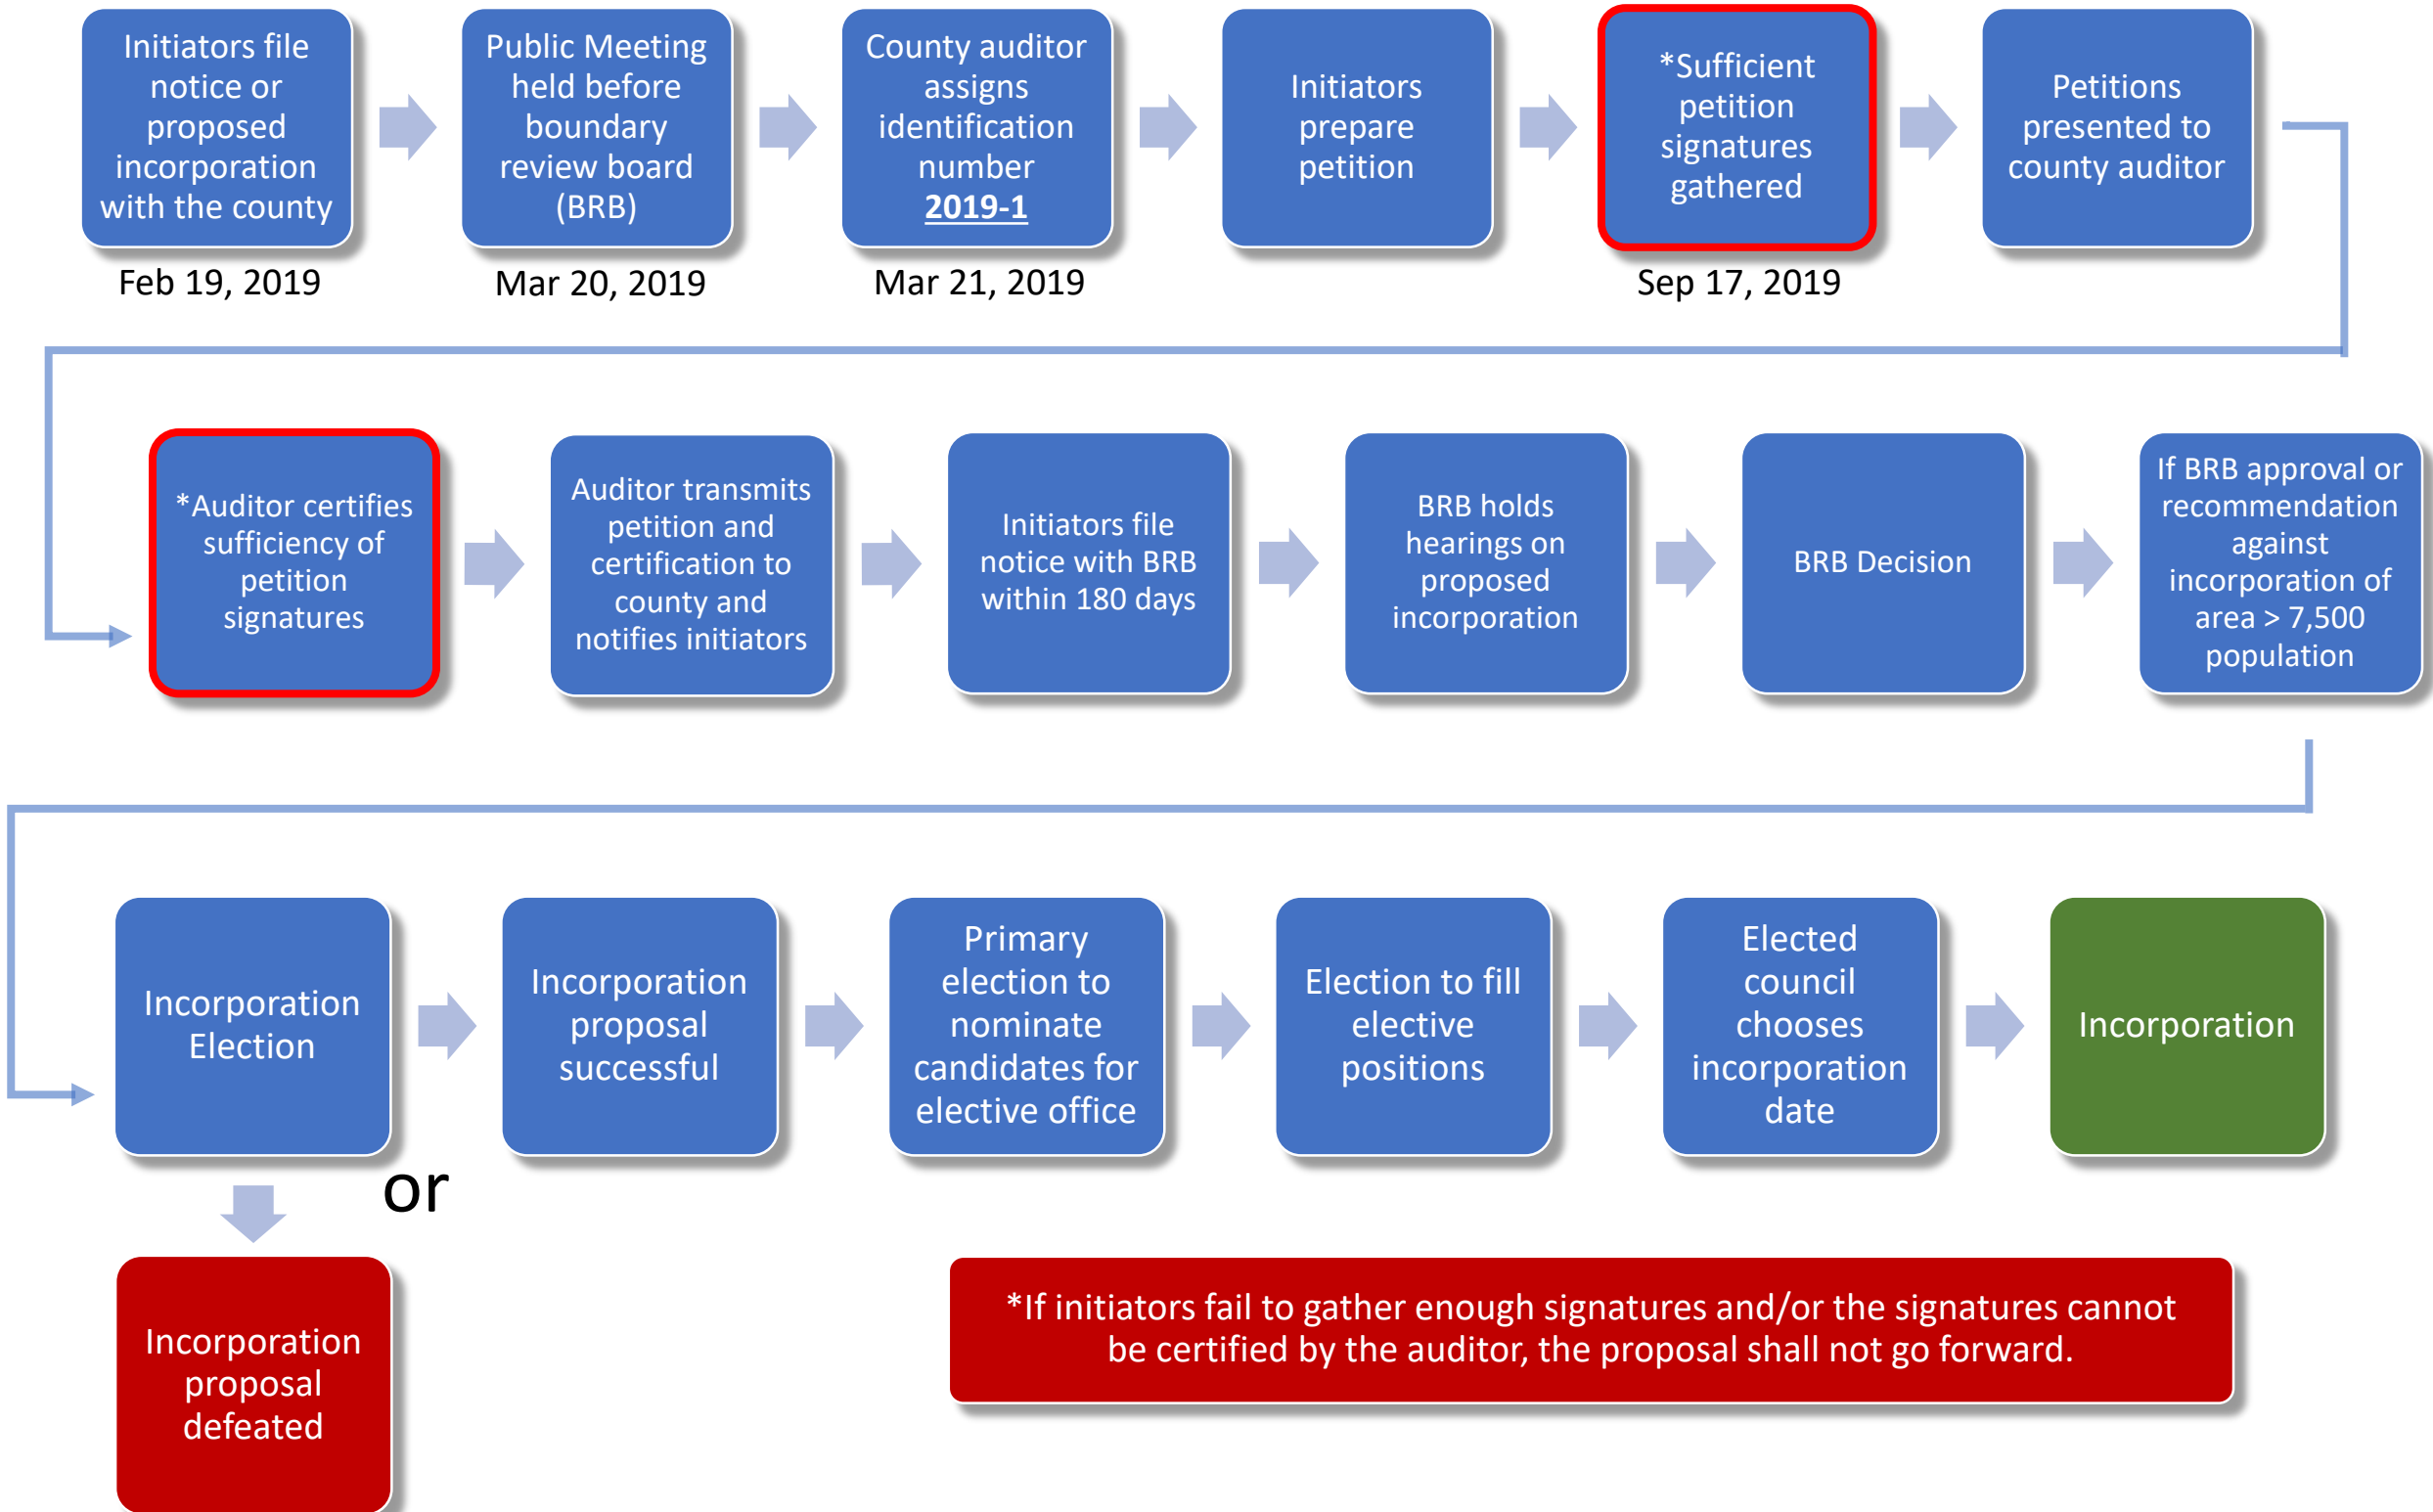 Initiators file
notice or
proposed
incorporation
with the county
Feb 19, 2019
Public Meeting
held before
boundary
review board
(BRB)
Mar 20, 2019
County auditor
assigns
identification
number
2019-1
Mar 21, 2019
Initiators
prepare
petition
*Sufficient
petition
signatures
gathered
Sep 17, 2019
Petitions
presented to
county auditor
*Auditor certifies
sufficiency of
petition
signatures
Auditor transmits
petition and
certification to
county and
notifies initiators
Initiators file
notice with BRB
within 180 days
BRB holds
hearings on
proposed
incorporation
BRB Decision
If BRB approval or
recommendation
against
incorporation of
area > 7,500
population
Incorporation
Election
or
Incorporation
proposal
successful
Primary
election to
nominate
candidates for
elective office
Election to fill
elective
positions
Elected
council
chooses
incorporation
date
Incorporation
Incorporation
proposal
defeated
*If initiators fail to gather enough signatures and/or the signatures cannot
be certified by the auditor, the proposal shall not go forward.